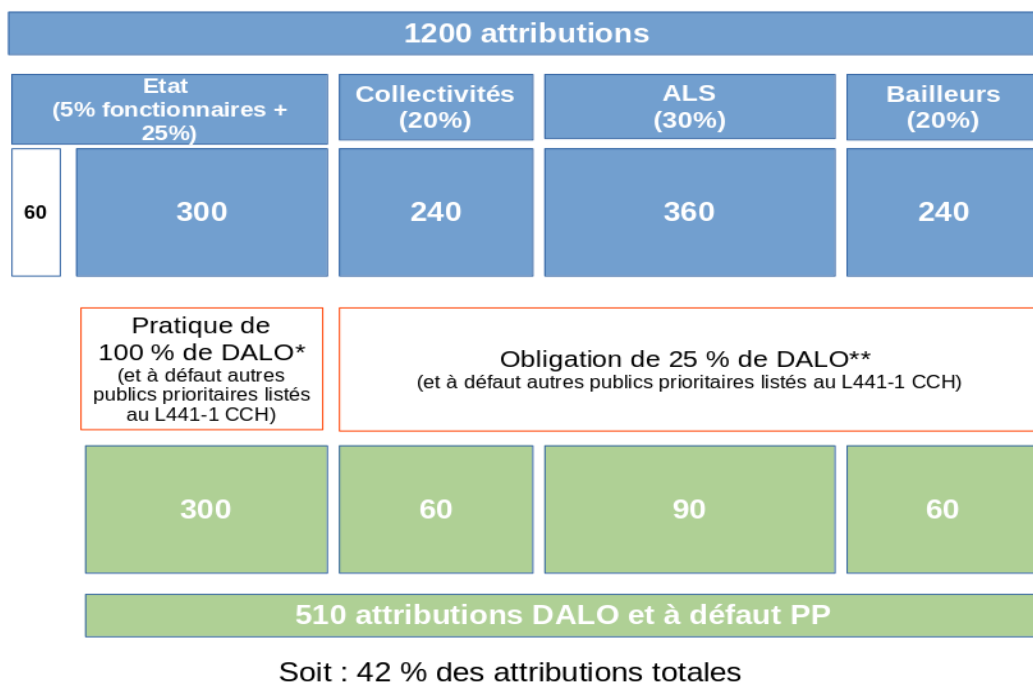 1200 attributions
Etat
(5% fonctionnaires +
25%)
Collectivités
(20%)
ALS
(30%)
Bailleurs
(20%)
60
300
240
360
240
Pratique de
100 % de DALO*
(et à défaut autres
publics prioritaires listés
au L441-1 CCH)
Obligation de 25 % de DALO**
(et à défaut autres publics prioritaires listés au L441-1 CCH)
300
60
90
60
510 attributions DALO et à défaut PP
Soit : 42 % des attributions totales